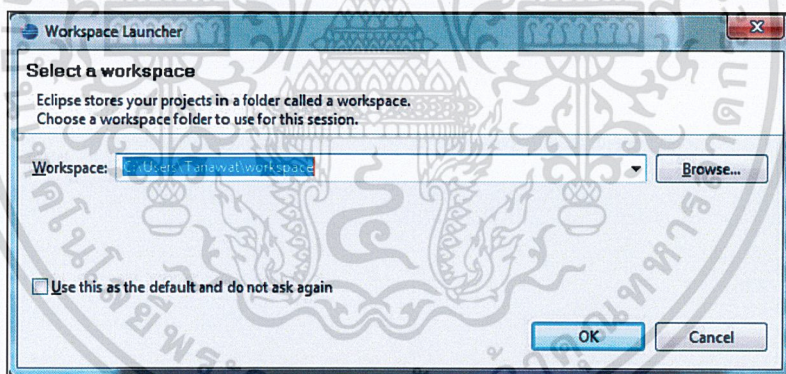 Workspace Launcher
Select a workspace
Eclipse stores your projects in a folder called a workspace.
Choose a workspace folder to use for this session.
Workspace: C:\Users\Tanawat\workspace
Browse...
Use this as the default and do not ask again
OK Cancel